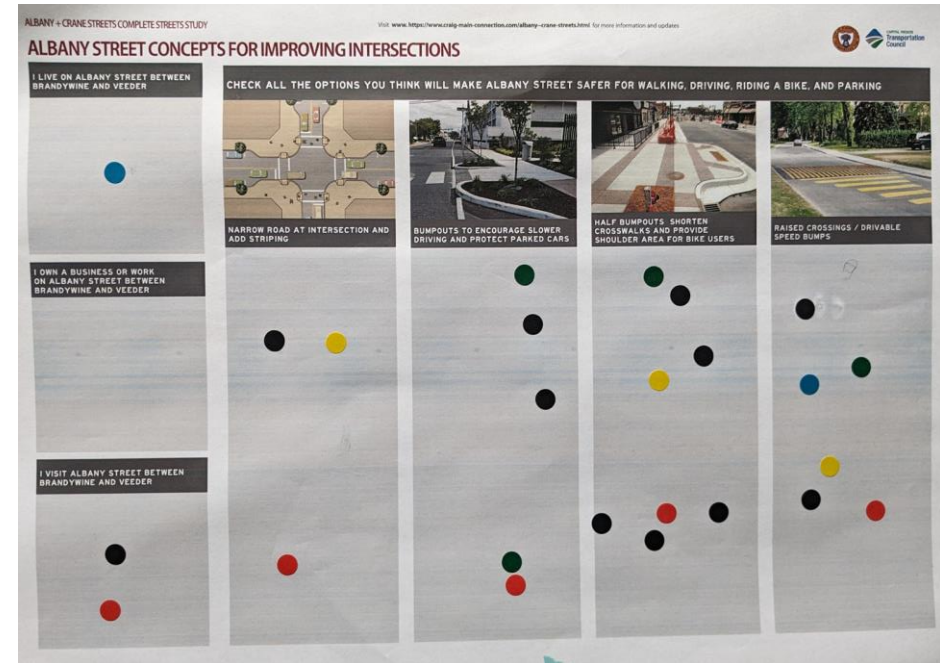 ALBANY + CRANE STREETS COMPLETE STREETS STUDY
Visit www. https://www.craig-main-connection.com/albany--crane-streets.html for more information and updates
ALBANY STREET CONCEPTS FOR IMPROVING INTERSECTIONS
CAPITAL REGION
Transportation
Council
I LIVE ON ALBANY STREET BETWEEN
BRANDYWINE AND VEEDER
CHECK ALL THE OPTIONS YOU THINK WILL MAKE ALBANY STREET SAFER FOR WALKING, DRIVING, RIDING A BIKE, AND PARKING
NARROW ROAD AT INTERSECTION AND
ADD STRIPING
BUMPOUTS TO ENCOURAGE SLOWER
DRIVING AND PROTECT PARKED CARS
HALF BUMPOUTS SHORTEN
CROSSWALKS AND PROVIDE
SHOULDER AREA FOR BIKE USERS
RAISED CROSSINGS / DRIVABLE
SPEED BUMPS
I OWN A BUSINESS OR WORK
ON ALBANY STREET BETWEEN
BRANDYWINE AND VEEDER
I VISIT ALBANY STREET BETWEEN
BRANDYWINE AND VEEDER